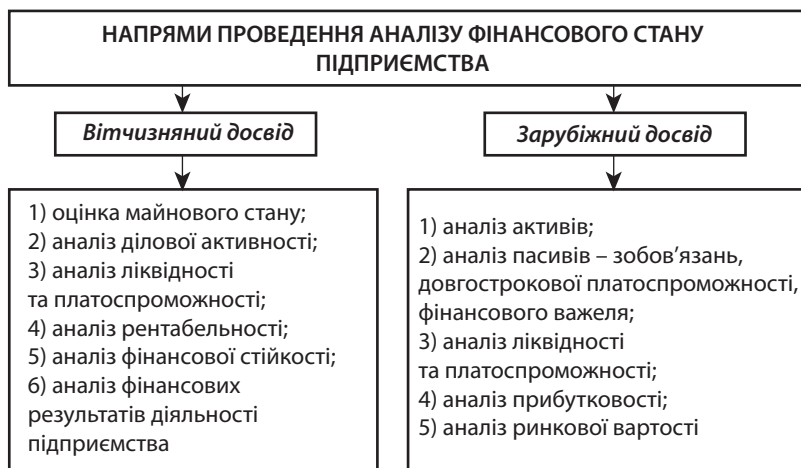 НАПРЯМИ ПРОВЕДЕННЯ АНАЛІЗУ ФІНАНСОВОГО СТАНУ
ПІДПРИЄМСТВА
Вітчизняний досвід
1) оцінка майнового стану;
2) аналіз ділової активності;
3) аналіз ліквідності
та платоспроможності;
4) аналіз рентабельності;
5) аналіз фінансової стійкості;
6) аналіз фінансових
результатів діяльності
підприємства
Зарубіжний досвід
1) аналіз активів;
2) аналіз пасивів – зобов’язань,
довгострокової платоспроможності,
фінансового важеля;
3) аналіз ліквідності
та платоспроможності;
4) аналіз прибутковості;
5) аналіз ринкової вартості